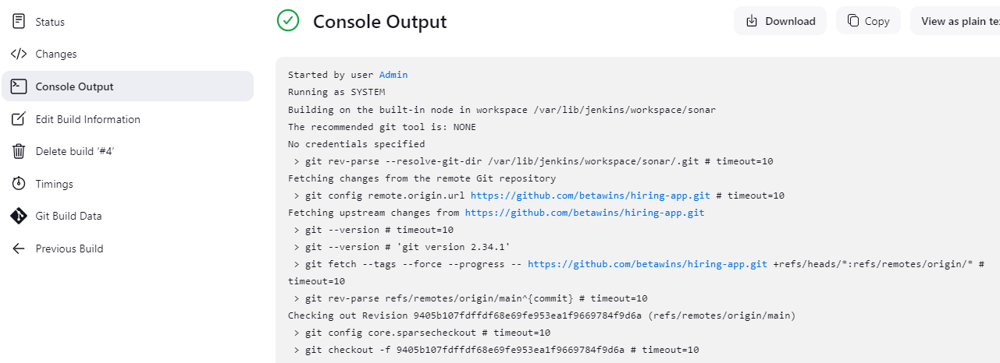 Status
Changes
Console Output
Edit Build Information
Delete build ‘#4’
Timings
Git Build Data
Previous Build
Console Output
Download
Copy
View as plain te
Started by user Admin
Running as SYSTEM
Building on the built-in node in workspace /var/lib/jenkins/workspace/sonar
The recommended git tool is: NONE
No credentials specified
> git rev-parse --resolve-git-dir /var/lib/jenkins/workspace/sonar/.git # timeout=10
Fetching changes from the remote Git repository
> git config remote.origin.url https://github.com/betawins/hiring-app.git # timeout=10
Fetching upstream changes from https://github.com/betawins/hiring-app.git
> git --version # timeout=10
> git --version # 'git version 2.34.1'
> git fetch --tags --force --progress -- https://github.com/betawins/hiring-app.git +refs/heads/*:refs/remotes/origin/* #
timeout=10
> git rev-parse refs/remotes/origin/main^{commit} # timeout=10
Checking out Revision 9405b107fdffdf68e69fe953ea1f9669784f9d6a (refs/remotes/origin/main)
> git config core.sparsecheckout # timeout=10
> git checkout -f 9405b107fdffdf68e69fe953ea1f9669784f9d6a # timeout=10